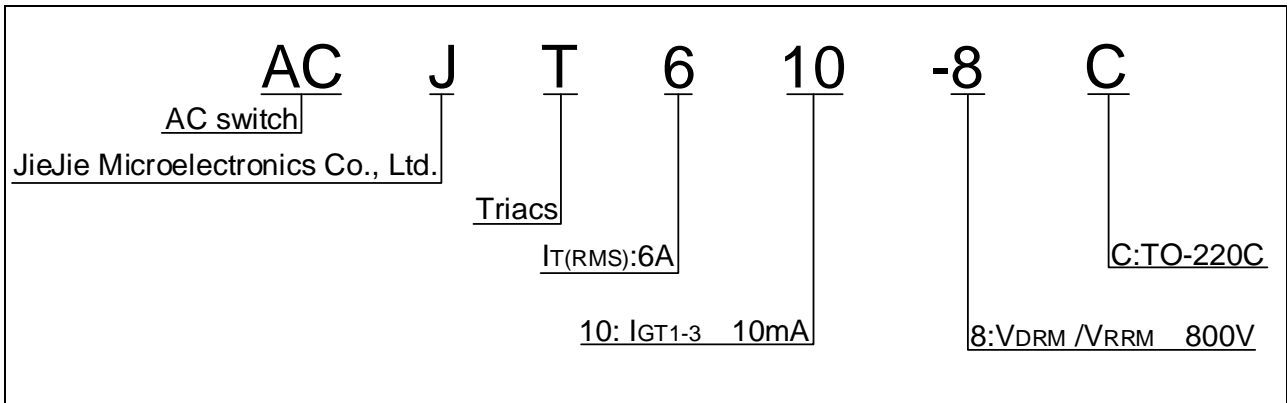 AC J T 6 10 -8 C
AC switch
JieJie Microelectronics Co., Ltd.
Triacs
IT(RMS):6A
C:TO-220C
10: IGT1-3 10mA
8:VDRM /VRRM 800V